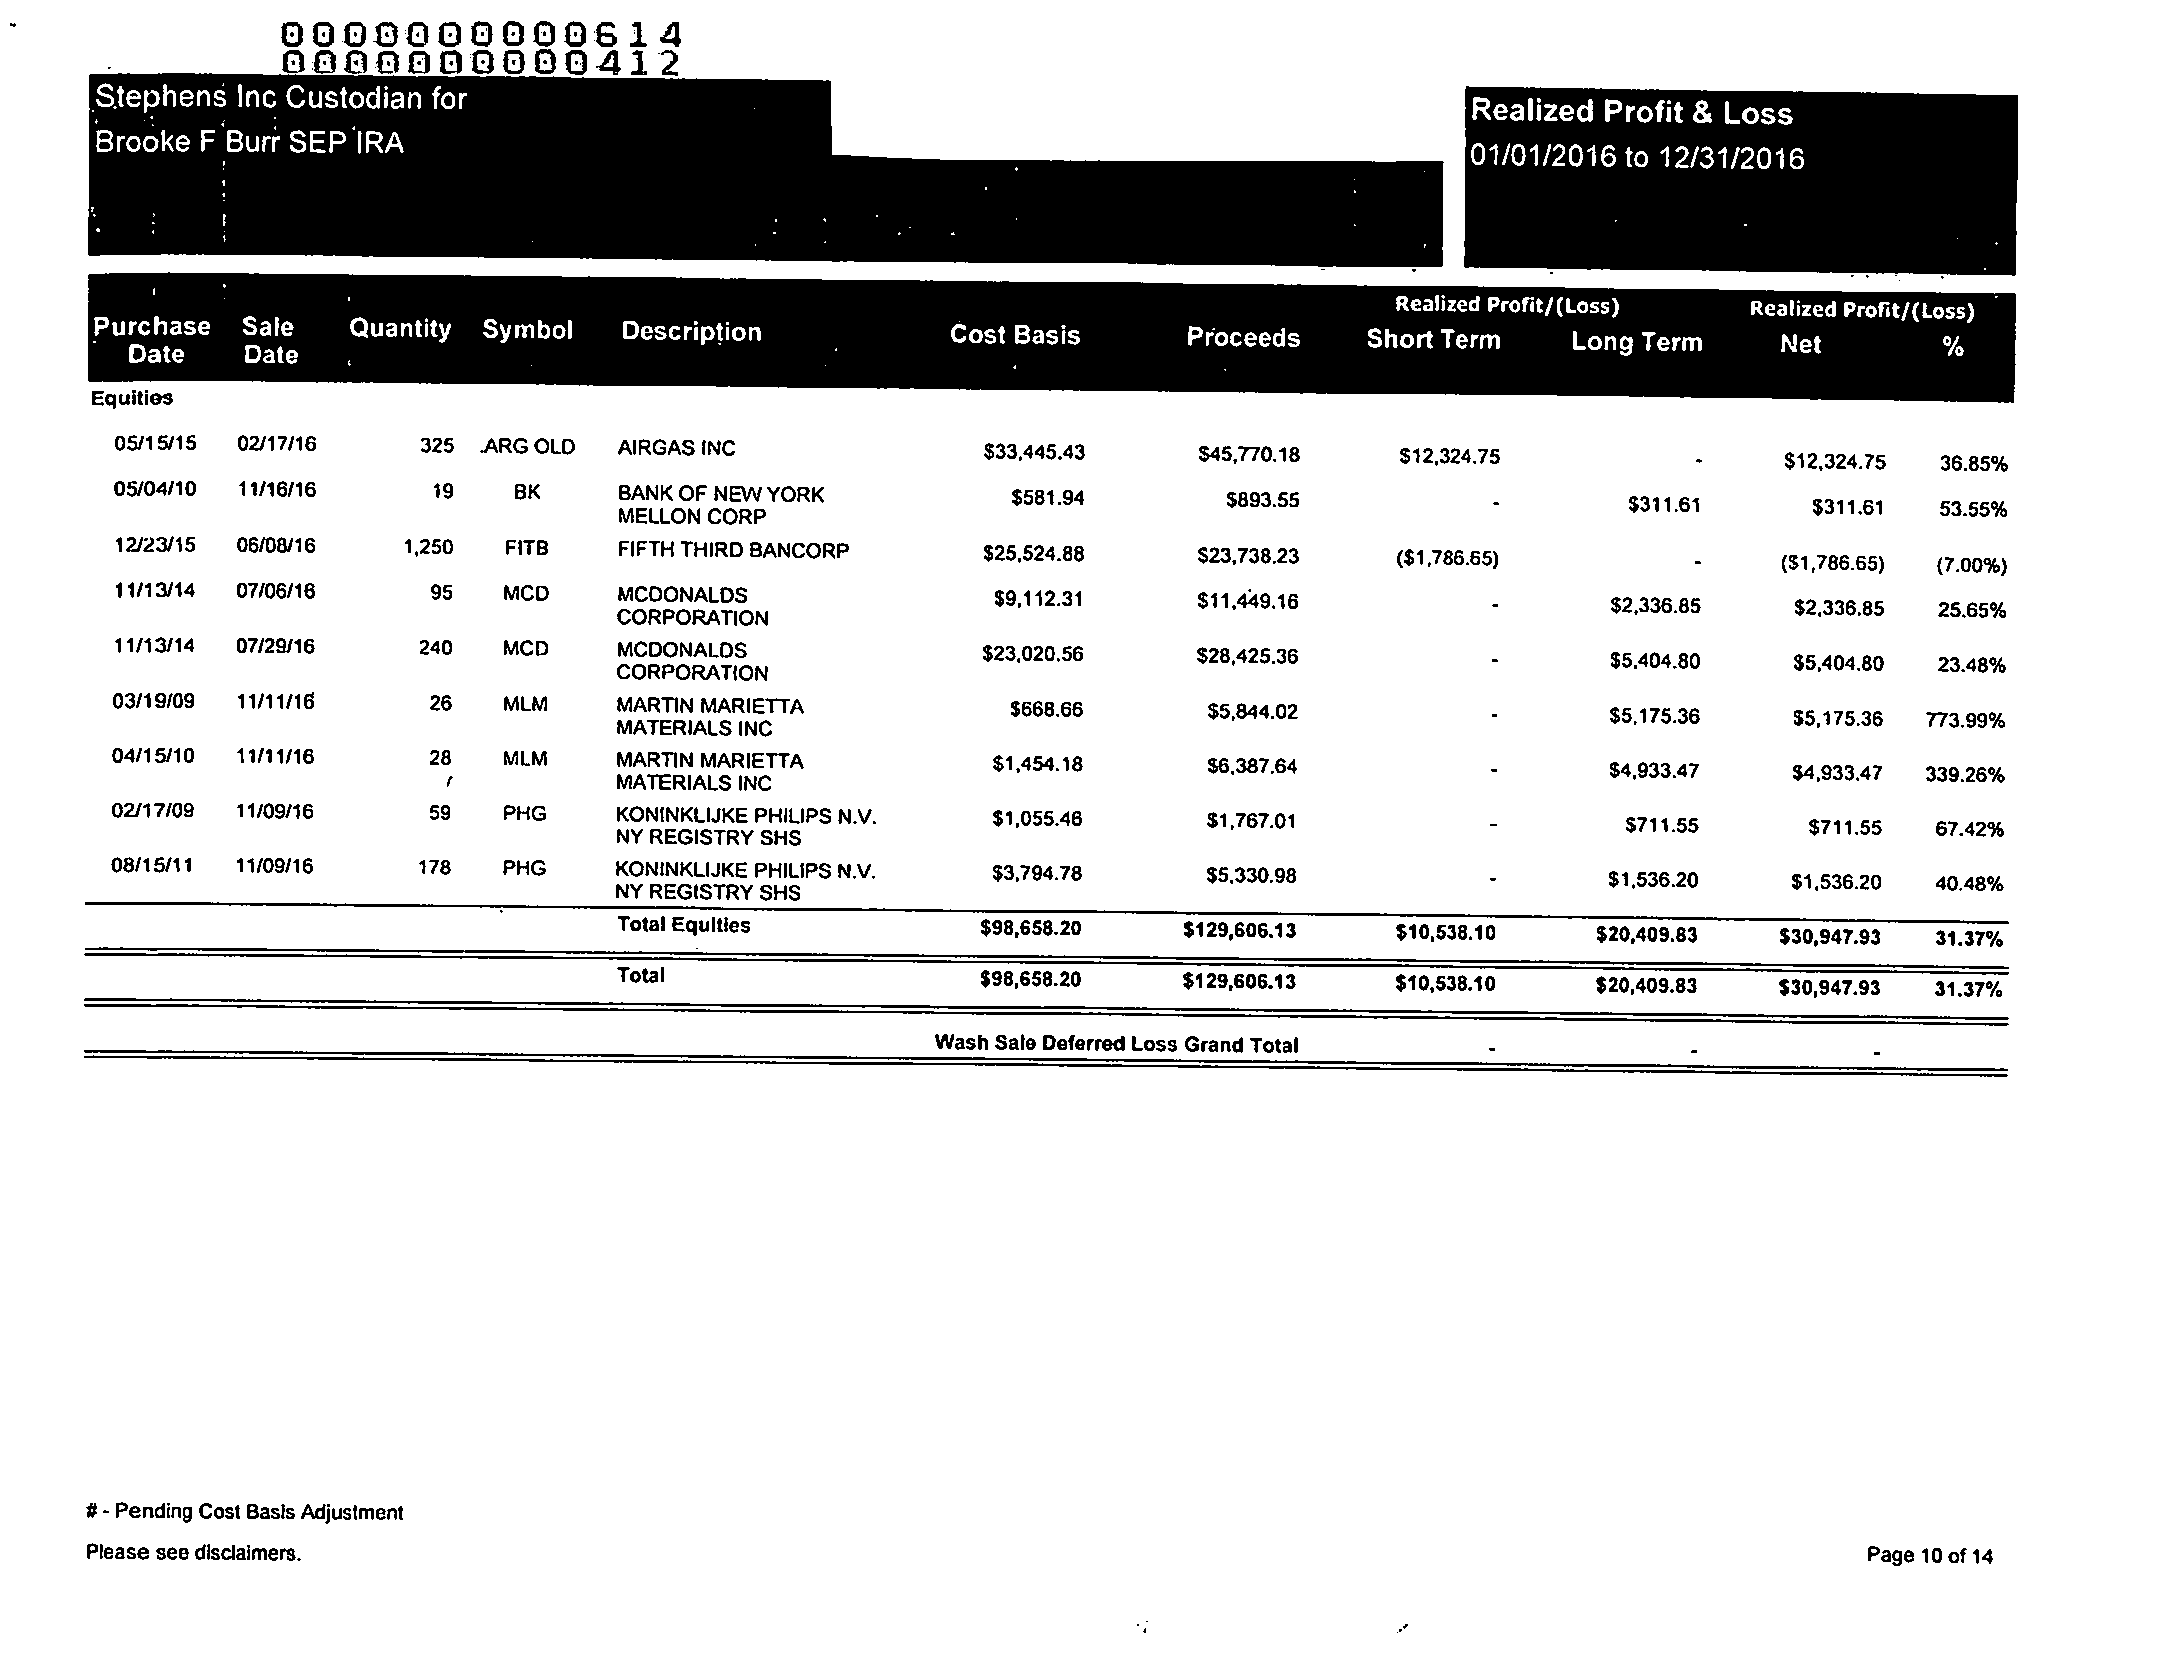 000000000614
000000000412
Stephens Inc Custodian for
Brooke F Burr SEP IRA
Realized Profit & Loss
01/01/2016 to 12/31/2016
Realized Profit/(Loss) Realized Profit/(Loss)
Purchase Date Sale Date Quantity Symbol Description Cost Basis Proceeds Short Term Long Term Net %
Equities
05/15/15 02/17/16 325 .ARG OLD AIRGAS INC $33,445.43 $45,770.18 $12,324.75 - $12,324.75 36.85%
05/04/10 11/16/16 19 BK BANK OF NEW YORK $581.94 $893.55 - $311.61 $311.61 53.55%
MELLON CORP
12/23/15 06/08/16 1,250 FITB FIFTH THIRD BANCORP $25,524.88 $23,738.23 ($1,786.65) - ($1,786.65) (7.00%)
11/13/14 07/06/16 95 MCD MCDONALDS $9,112.31 $11,449.16 - $2,336.85 $2,336.85 25.65%
CORPORATION
11/13/14 07/29/16 240 MCD MCDONALDS $23,020.56 $28,425.36 - $5,404.80 $5,404.80 23.48%
CORPORATION
03/19/09 11/11/16 26 MLM MARTIN MARIETTA $668.66 $5,844.02 - $5,175.36 $5,175.36 773.99%
MATERIALS INC
04/15/10 11/11/16 28 MLM MARTIN MARIETTA $1,454.18 $6,387.64 - $4,933.47 $4,933.47 339.26%
MATERIALS INC
02/17/09 11/09/16 59 PHG KONINKLIJKE PHILIPS N.V. $1,055.46 $1,767.01 - $711.55 $711.55 67.42%
NY REGISTRY SHS
08/15/11 11/09/16 178 PHG KONINKLIJKE PHILIPS N.V. $3,794.78 $5,330.98 - $1,536.20 $1,536.20 40.48%
NY REGISTRY SHS
Total Equities $98,658.20 $129,606.13 $10,538.10 $20,409.83 $30,947.93 31.37%
Total $98,658.20 $129,606.13 $10,538.10 $20,409.83 $30,947.93 31.37%
Wash Sale Deferred Loss Grand Total - - -
# - Pending Cost Basis Adjustment
Please see disclaimers.
Page 10 of 14